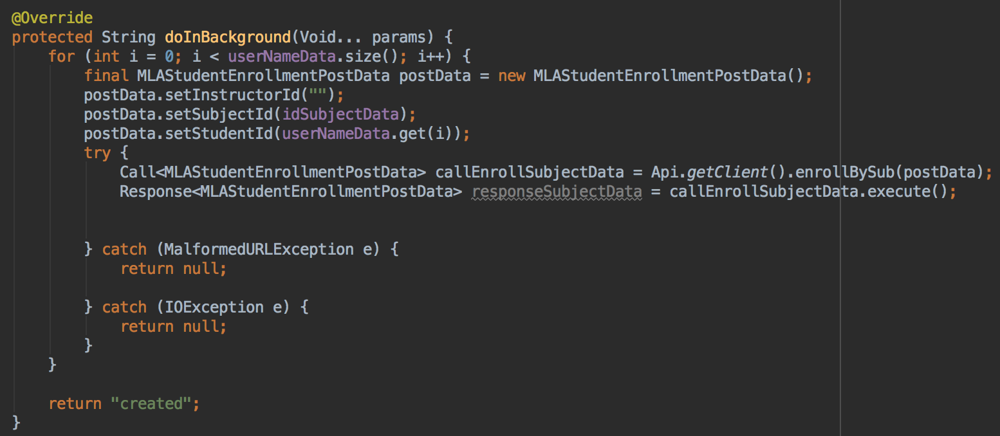 @Override
protected String doInBackground(Void... params) {
    for (int i = 0; i < userNameData.size(); i++) {
        final MLAStudentEnrollmentPostData postData = new MLAStudentEnrollmentPostData();
        postData.setInstructorId("");
        postData.setSubjectId(idSubjectData);
        postData.setStudentId(userNameData.get(i));
        try {
            Call<MLAStudentEnrollmentPostData> callEnrollSubjectData = Api.getClient().enrollBySub(postData);
            Response<MLAStudentEnrollmentPostData> responseSubjectData = callEnrollSubjectData.execute();
        } catch (MalformedURLException e) {
            return null;
        } catch (IOException e) {
            return null;
        }
    }
    return "created";
}